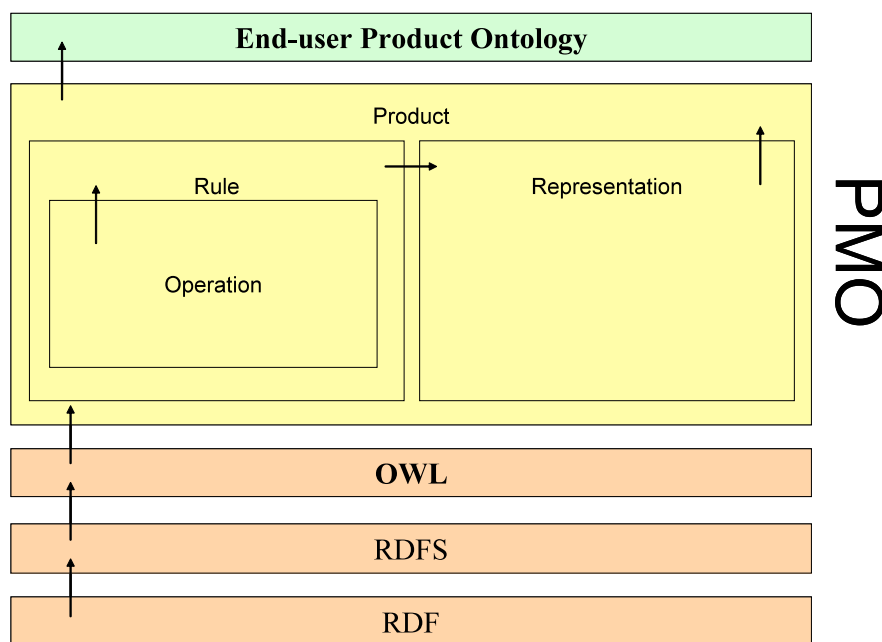 End-user Product Ontology
Product
Rule
Representation
Operation
PMO
OWL
RDFS
RDF